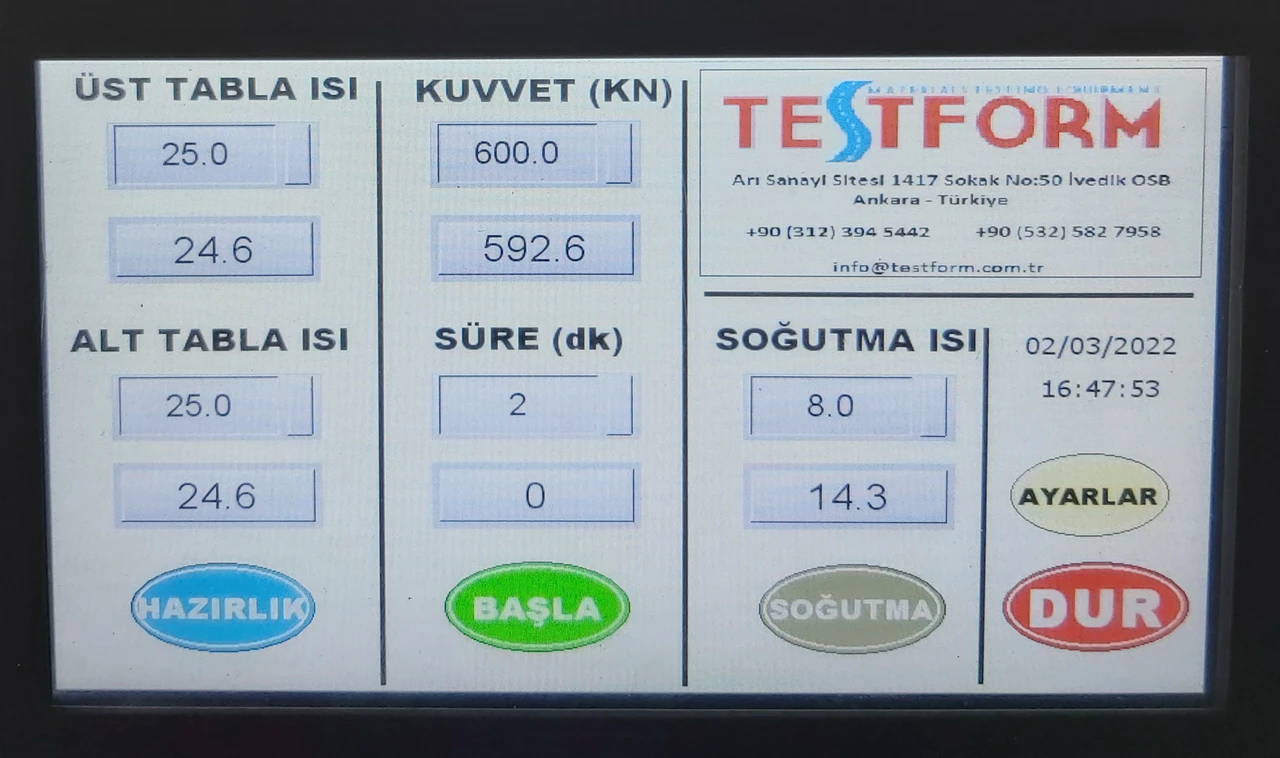 ÜST TABLA ISI
25.0
24.6
ALT TABLA ISI
25.0
24.6
HAZIRLIK
KUVVET (KN)
600.0
592.6
SÜRE (dk)
2
0
BAŞLA
MATERIALS TESTING EQUIPMENT
TESTFORM
Arı Sanayi Sitesi 1417 Sokak No:50 İvedik OSB
Ankara - Türkiye
+90 (312) 394 5442 +90 (532) 582 7958
info@testform.com.tr
SOĞUTMA ISI
8.0
14.3
SOĞUTMA
02/03/2022
16:47:53
AYARLAR
DUR